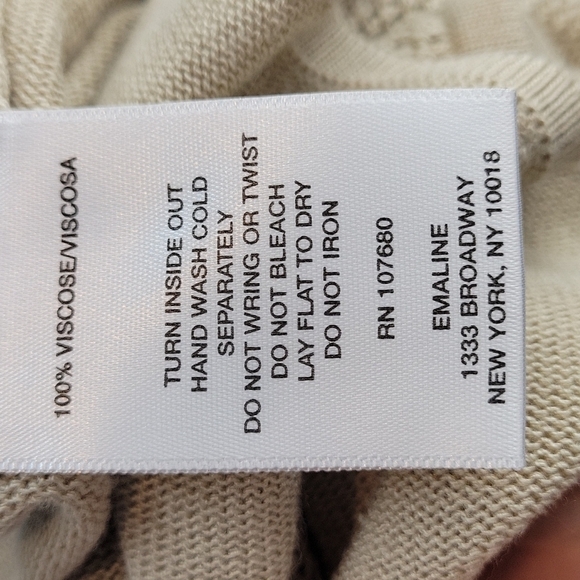 100% VISCOSE/VISCOSA
TURN INSIDE OUT
HAND WASH COLD
SEPARATELY
DO NOT WRING OR TWIST
DO NOT BLEACH
LAY FLAT TO DRY
DO NOT IRON
RN 107680
EMALINE
1333 BROADWAY
NEW YORK, NY 10018